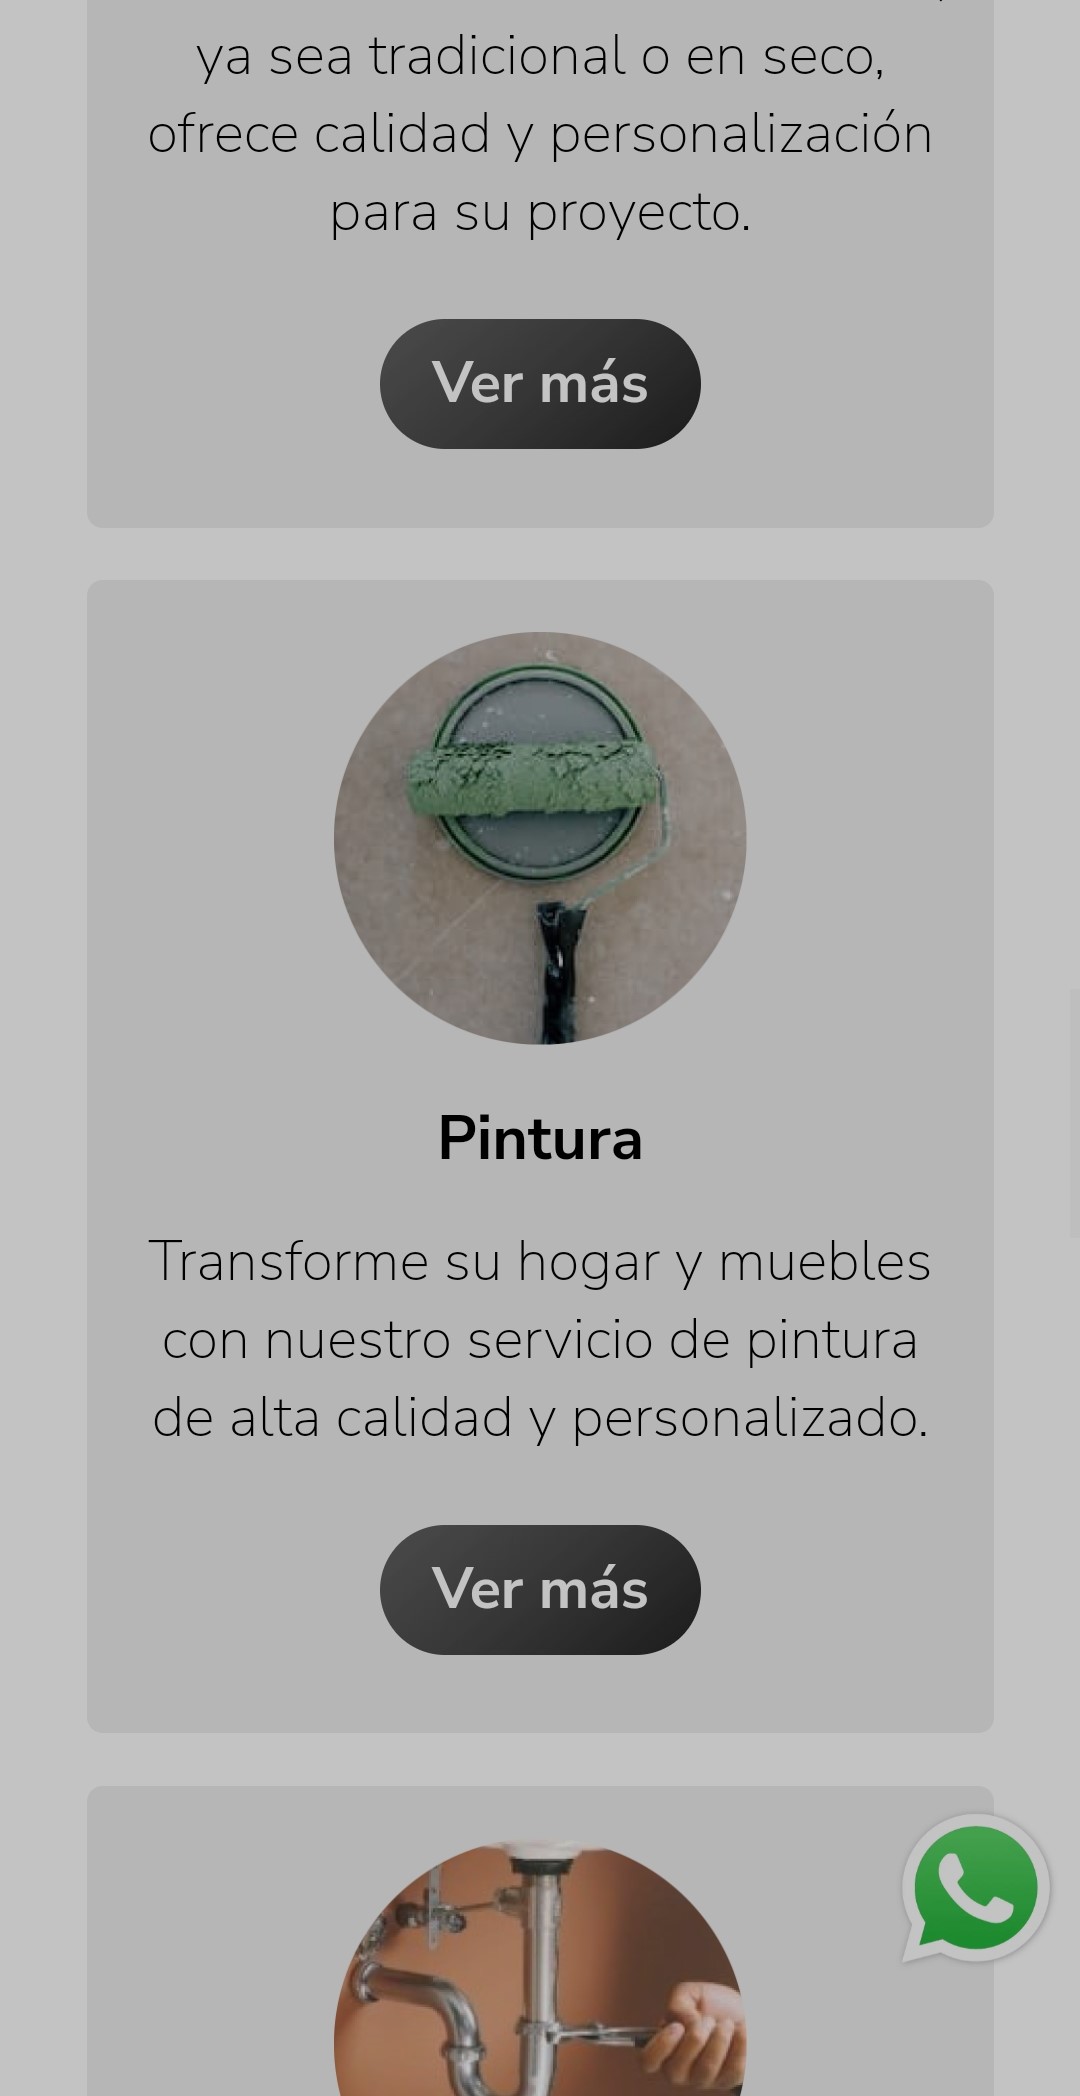 ya sea tradicional o en seco,
ofrece calidad y personalización
para su proyecto.
Ver más
Pintura
Transforme su hogar y muebles
con nuestro servicio de pintura
de alta calidad y personalizado.
Ver más